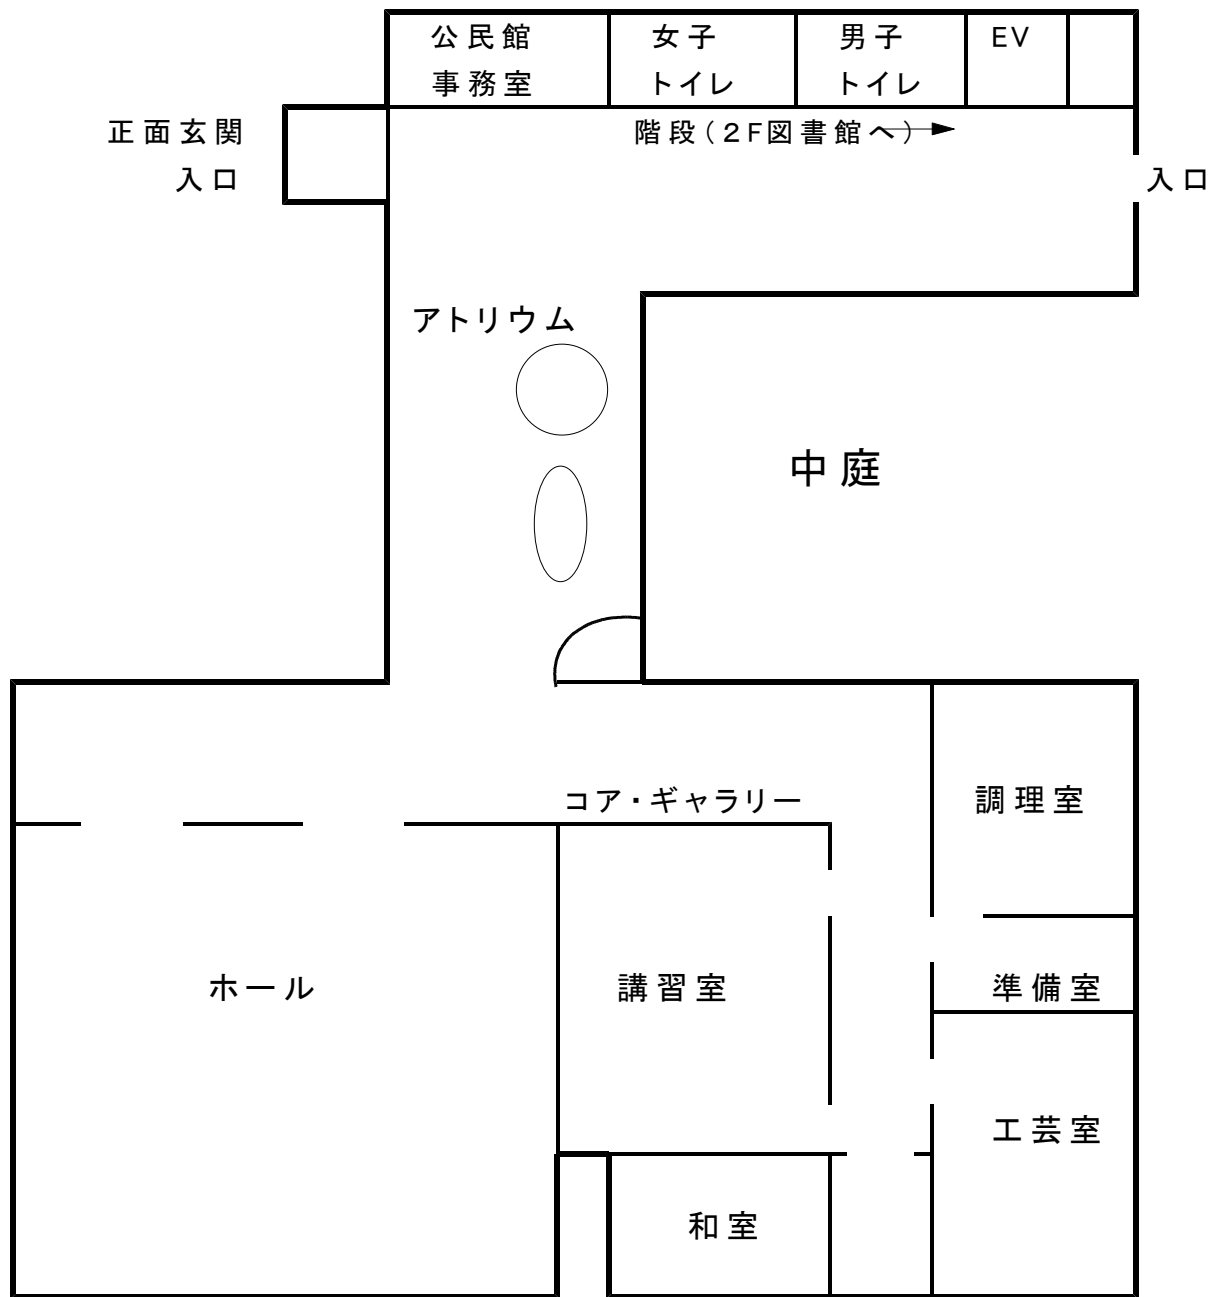 公民館
事務室
女子
トイレ
男子
トイレ
EV
正面玄関
入口
階段(2F図書館へ)
入口
アトリウム
中庭
コア・ギャラリー
調理室
ホール
講習室
準備室
工芸室
和室